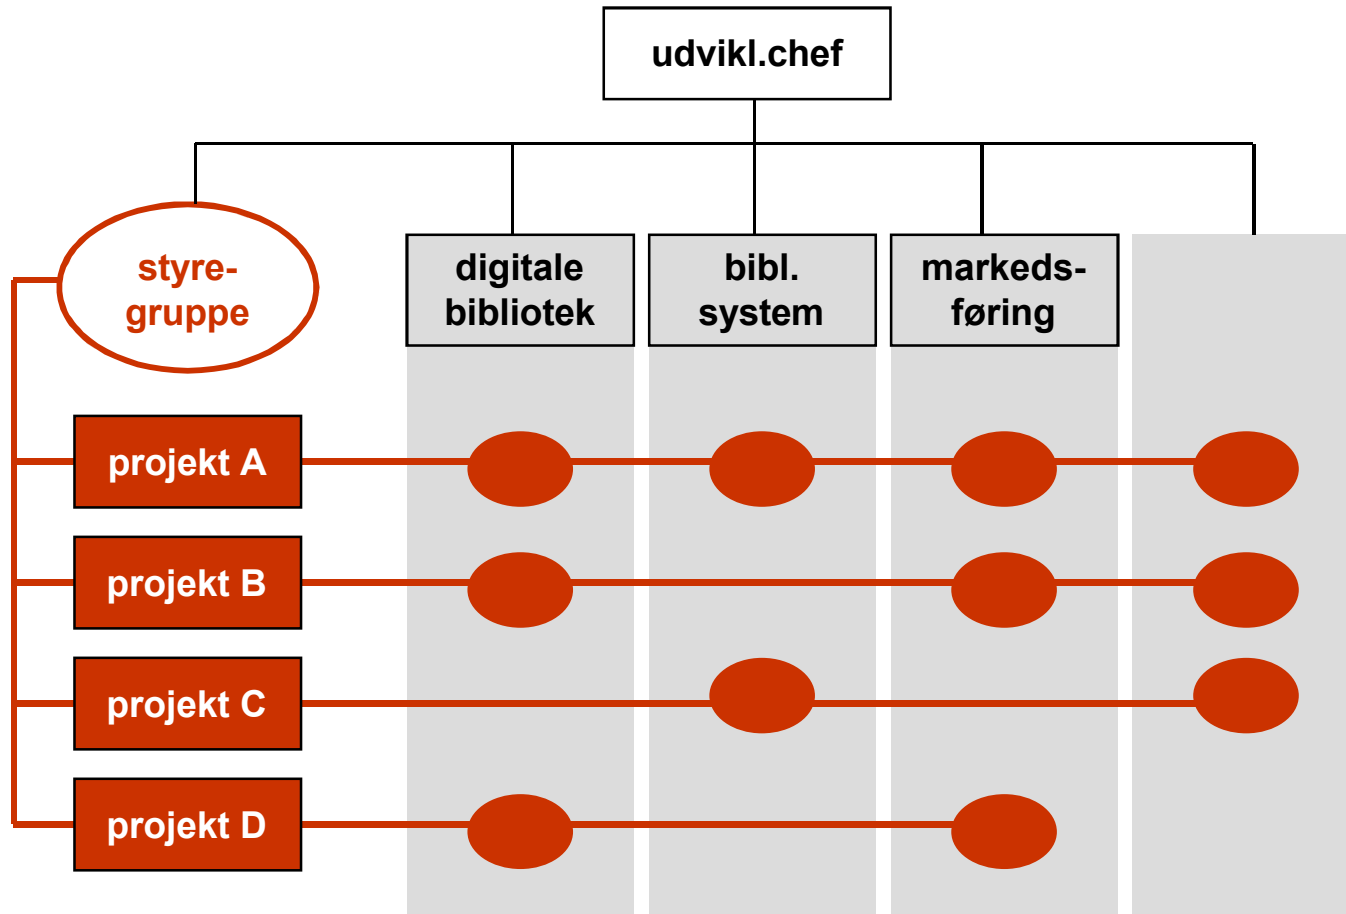 udvikl.chef
styre-
gruppe
digitale
bibliotek
bibl.
system
markeds-
føring
projekt A
projekt B
projekt C
projekt D